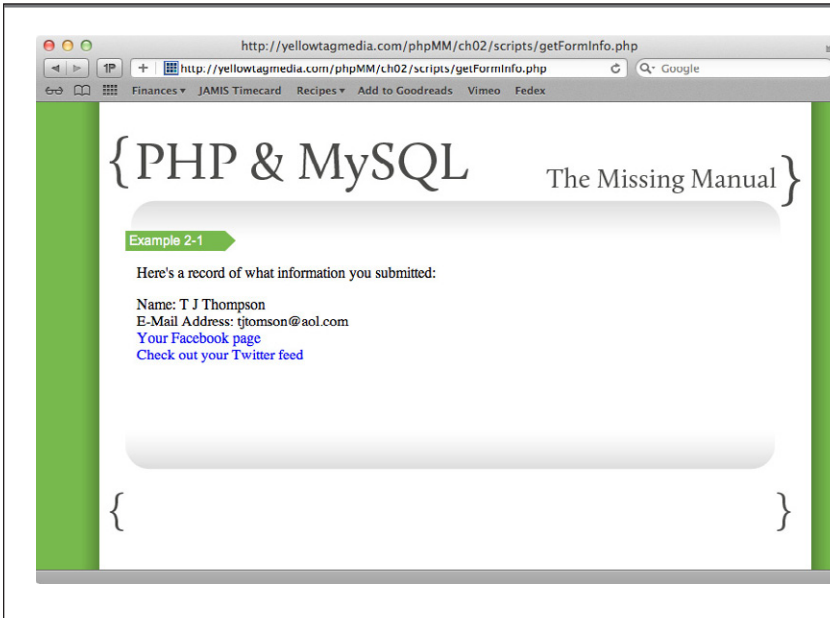 http://yellowtagmedia.com/phpMM/ch02/scripts/getFormInfo.php
1P + http://yellowtagmedia.com/phpMM/ch02/scripts/getFormInfo.php Google
Finances JAMIS Timecard Recipes Add to Goodreads Vimeo Fedex
{PHP & MySQL
The Missing Manual}
Example 2-1
Here's a record of what information you submitted:
Name: T J Thompson
E-Mail Address: tjtomson@aol.com
Your Facebook page
Check out your Twitter feed
{ }